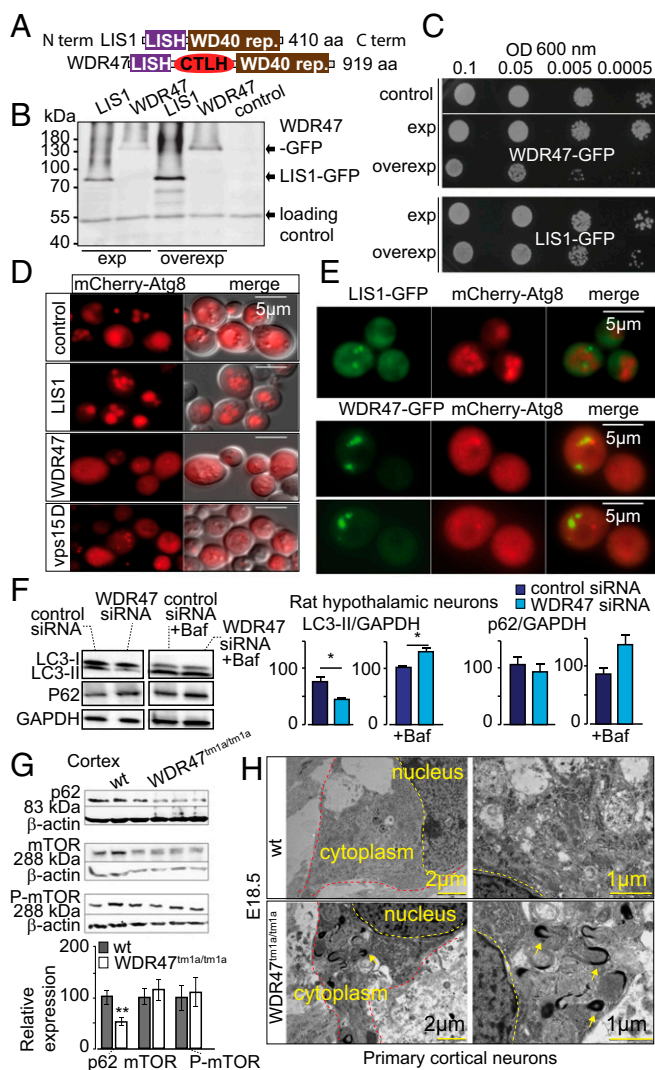 A
N term LIS1 LISH WD40 rep. 410 aa C term
WDR47 LISH CTLH WD40 rep. 919 aa
B
kDa LIS1 WDR47 LIS1 WDR47 control
180
130
100
70
55
40
WDR47
-GFP
LIS1-GFP
loading
control
exp overexp
C
OD 600 nm
0.1 0.05 0.005 0.0005
control
exp
WDR47-GFP
overexp
exp
LIS1-GFP
overexp
D
mCherry-Atg8 merge
5µm
control
LIS1
WDR47
vps15D
E
LIS1-GFP mCherry-Atg8 merge
5µm
WDR47-GFP mCherry-Atg8 merge
5µm
5µm
F
control
siRNA
WDR47
siRNA
control
siRNA
+Baf
WDR47
siRNA
+Baf
LC3-I
LC3-II
P62
GAPDH
control siRNA
WDR47 siRNA
Rat hypothalamic neurons
LC3-II/GAPDH p62/GAPDH
* *
100 100 100 100
0 0 0 0
+Baf +Baf
G
Cortex
wt WDR47tm1a/tm1a
p62
83 kDa
β-actin
mTOR
288 kDa
β-actin
P-mTOR
288 kDa
β-actin
Relative
expression
200
100
0
wt
WDR47tm1a/tm1a
**
p62 mTOR P-mTOR
H
E18.5
wt
nucleus
cytoplasm
2µm
1µm
WDR47tm1a/tm1a
nucleus
cytoplasm
2µm
1µm
Primary cortical neurons